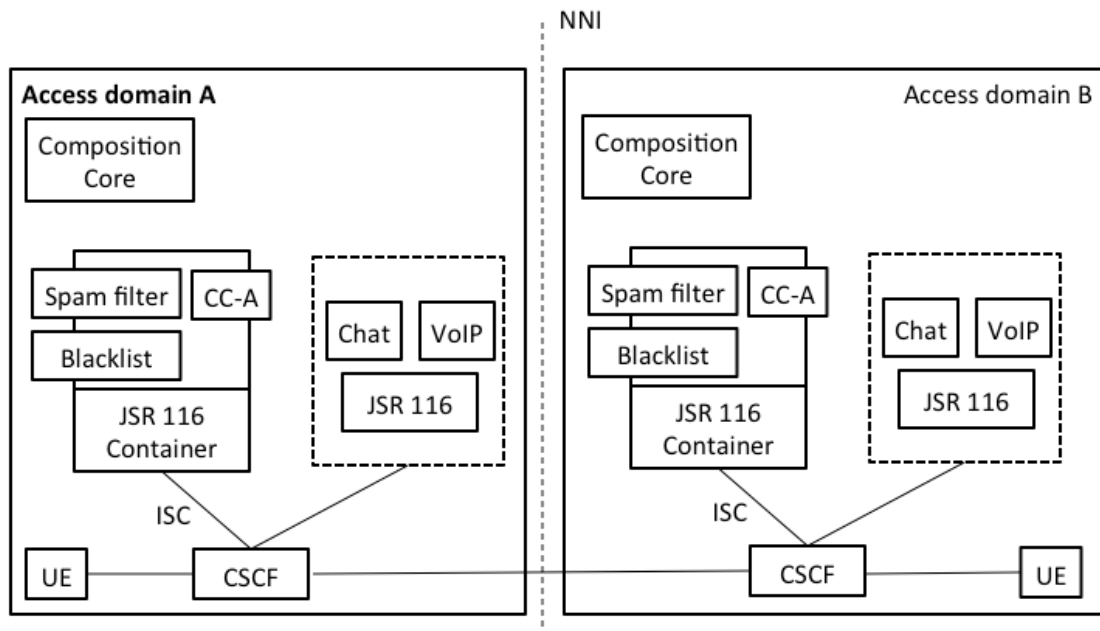 NNI
Access domain A
Composition
Core
Spam filter
CC-A
Blacklist
JSR 116
Container
Chat
VoIP
JSR 116
ISC
UE
CSCF
Access domain B
Composition
Core
Spam filter
CC-A
Blacklist
JSR 116
Container
Chat
VoIP
JSR 116
ISC
CSCF
UE